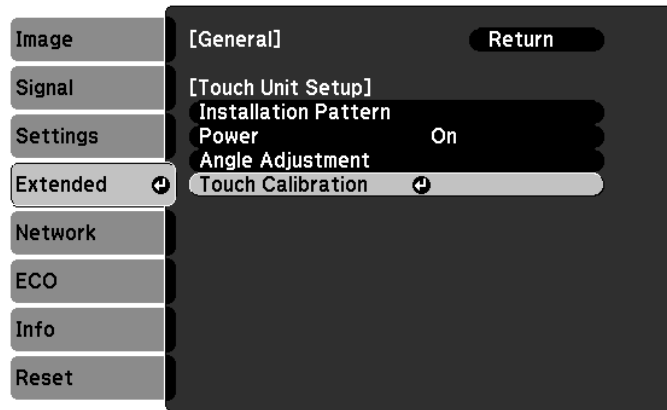 Image
Signal
Settings
Extended
Network
ECO
Info
Reset
[General] Return
[Touch Unit Setup]
Installation Pattern
Power On
Angle Adjustment
Touch Calibration